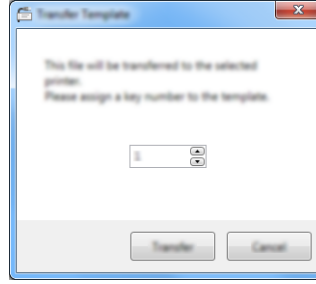 Transfer Template
This file will be transferred to the selected
printer.
Please assign a key number to the template.
1
Transfer
Cancel